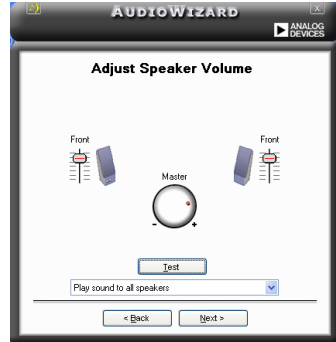 AUDIOWIZARD
X
ANALOG
DEVICES
Adjust Speaker Volume
Front
Front
Master
- +
Test
Play sound to all speakers
< Back
Next >